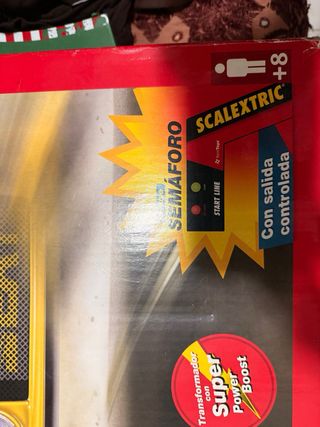 +8
SCALEXTRIC
SEMÁFORO
START LINE
Con salida
controlada
Transformador
con
Super
Power
Boost